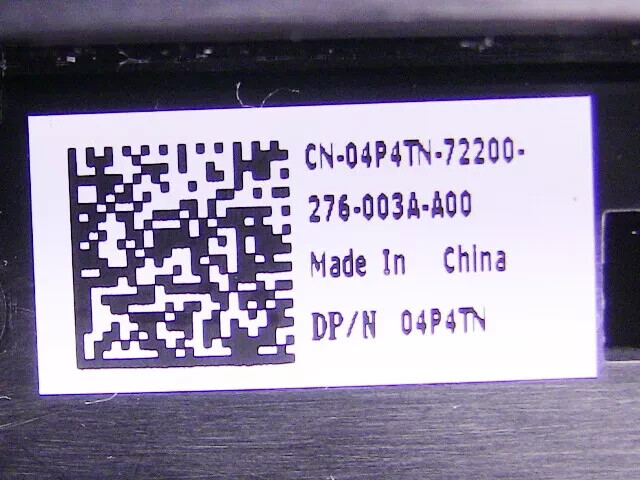 CN-04P4TN-72200-
276-003A-A00
Made In China
DP/N 04P4TN